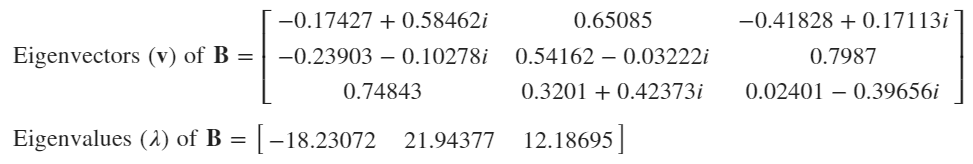 −0.17427 + 0.58462i 0.65085 −0.41828 + 0.17113i
Eigenvectors (v) of B = −0.23903 − 0.10278i 0.54162 − 0.03222i 0.7987
0.74843 0.3201 + 0.42373i 0.02401 − 0.39656i
Eigenvalues (λ) of B = [−18.23072 21.94377 12.18695]